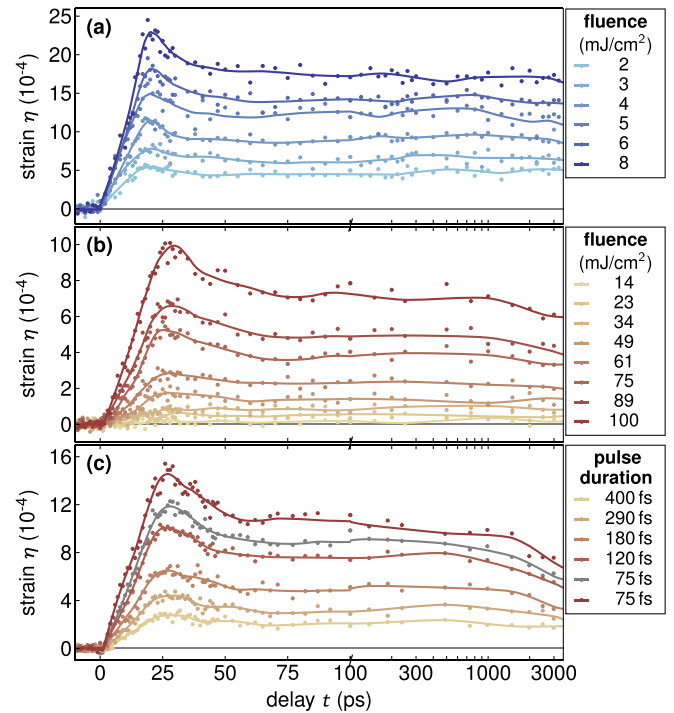 (a)
25
20
15
10
5
0
strain η (10⁻⁴)
fluence
(mJ/cm²)
2
3
4
5
6
8
(b)
10
8
6
4
2
0
strain η (10⁻⁴)
fluence
(mJ/cm²)
14
23
34
49
61
75
89
100
(c)
16
12
8
4
0
strain η (10⁻⁴)
pulse
duration
400 fs
290 fs
180 fs
120 fs
75 fs
75 fs
0 25 50 75 100 200 1000 3000
delay t (ps)